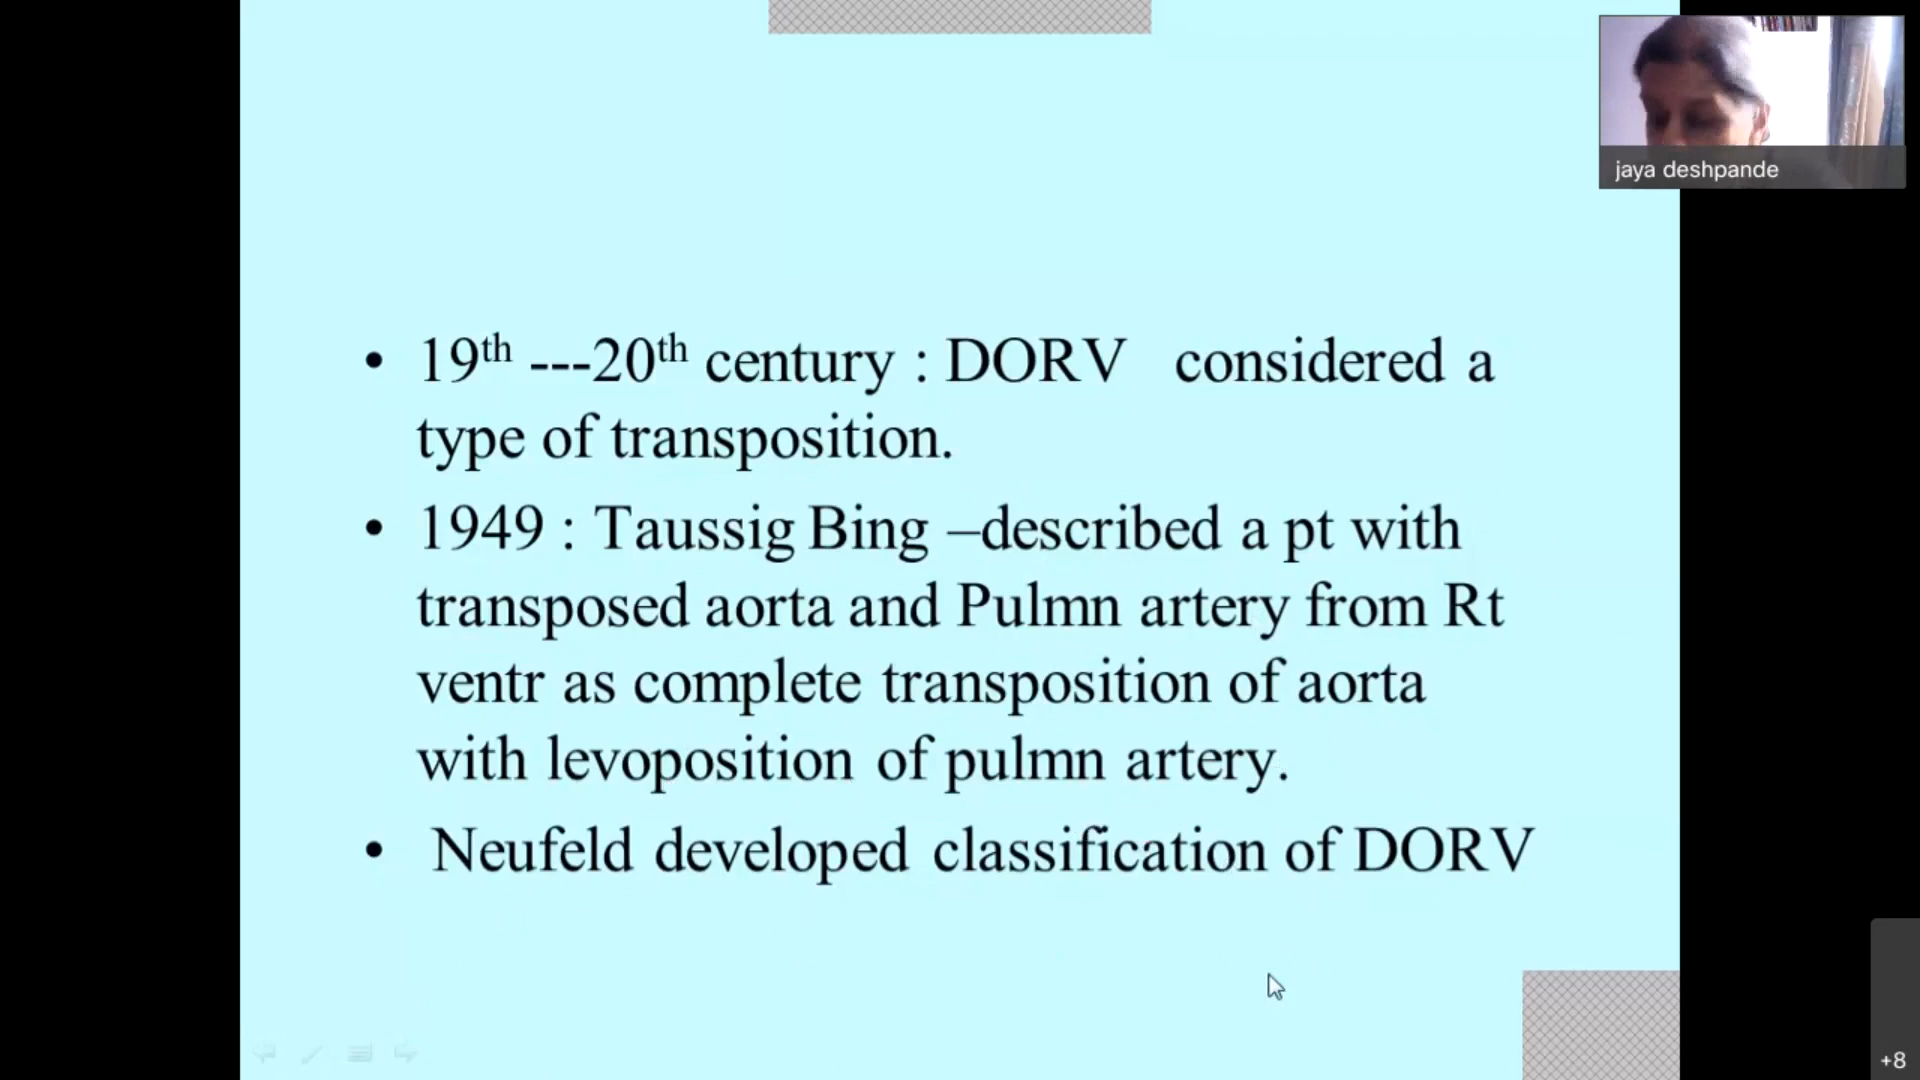 jaya deshpande
• 19th ---20th century : DORV considered a
type of transposition.
• 1949 : Taussig Bing –described a pt with
transposed aorta and Pulmn artery from Rt
ventr as complete transposition of aorta
with levoposition of pulmn artery.
• Neufeld developed classification of DORV
+8